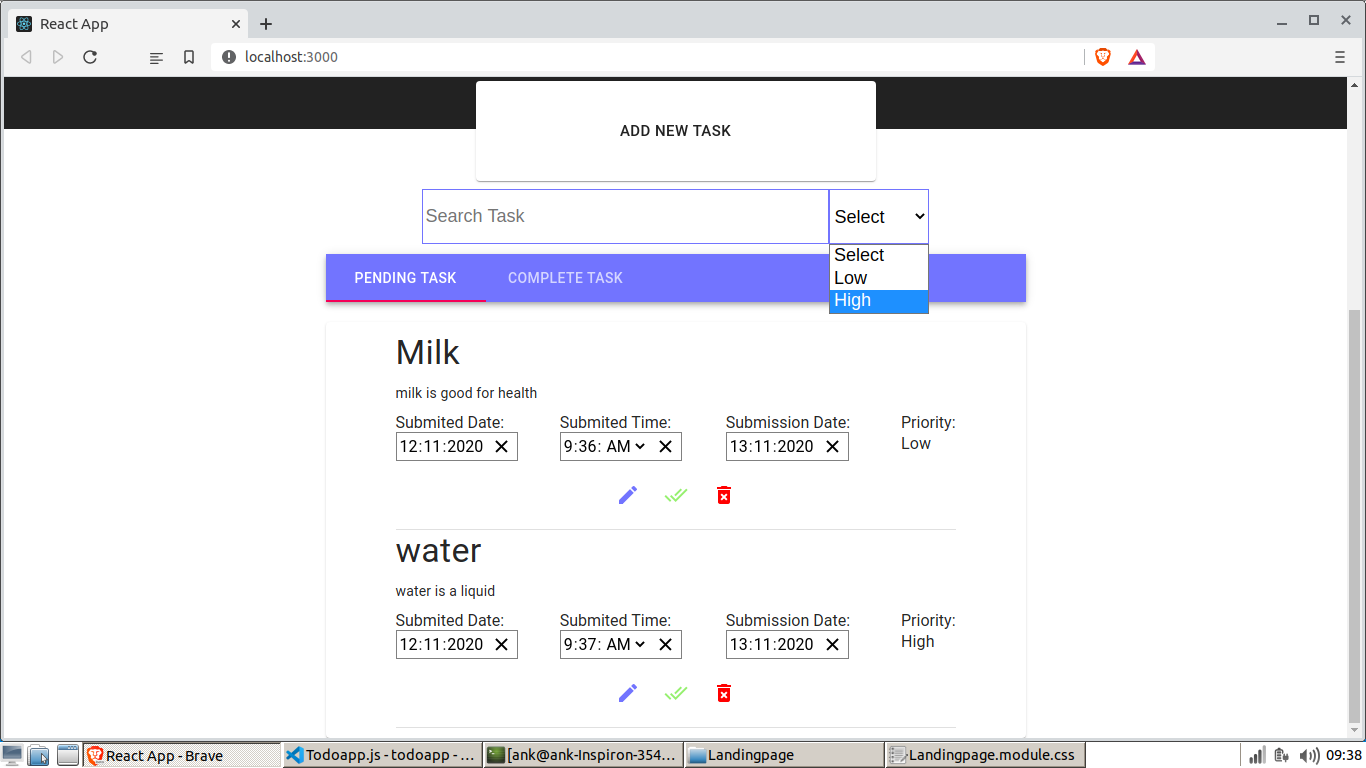 React App
localhost:3000
ADD NEW TASK
Search Task
Select
Select
Low
High
PENDING TASK COMPLETE TASK
Milk
milk is good for health
Submited Date: Submited Time: Submission Date: Priority:
12:11:2020 9:36: AM 13:11:2020 Low
water
water is a liquid
Submited Date: Submited Time: Submission Date: Priority:
12:11:2020 9:37: AM 13:11:2020 High
React App - Brave Todoapp.js - todoapp - ... [ank@ank-Inspiron-354... Landingpage Landingpage.module.css 09:38